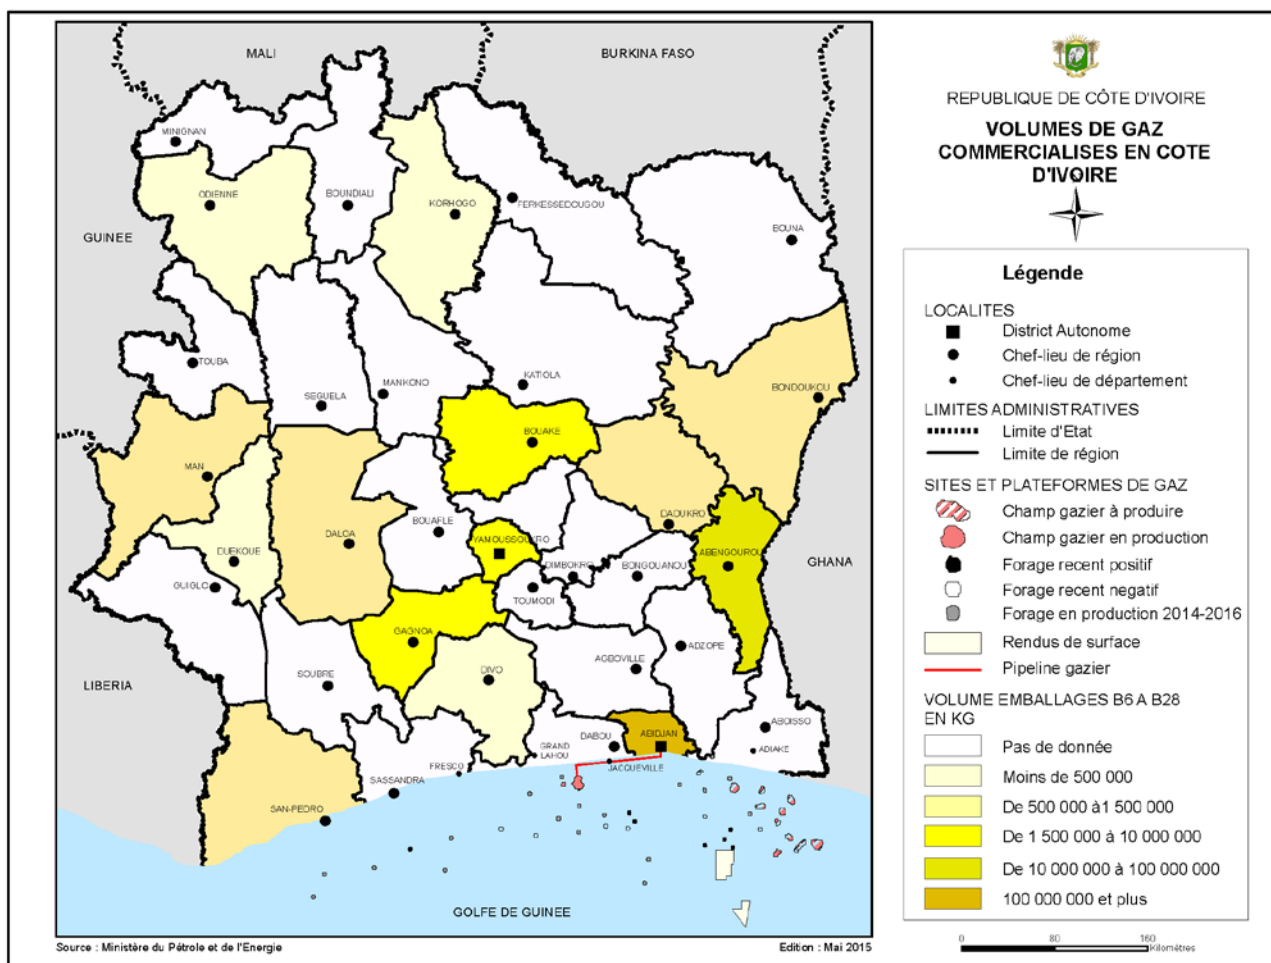 MALI
BURKINA FASO
MINIGNAN
ODIENNE
BOUNDIALI
KORHOGO
FERKESSEDOUGOU
GUINEE
BOUNA
TOUBA
SEGUELA
MANKONO
KATIOLA
BONDOUKOU
BOUAKE
MAN
DALOA
BOUAFLE
YAMOUSSOUKRO
DAOUKRO
DUEKOUE
DIMBOKRO
BONGOUANOU
ABENGOUROU
GHANA
GUIGLO
TOUMODI
GAGNOA
ADZOPE
LIBERIA
SOUBRE
DIVO
AGBOVILLE
ABOISSO
ADIAKE
GRAND
LAHOU
DABOU
ABIDJAN
JACQUEVILLE
FRESCO
SASSANDRA
SAN-PEDRO
GOLFE DE GUINEE
Source : Ministère du Pétrole et de l'Energie
Edition : Mai 2015
REPUBLIQUE DE CÔTE D'IVOIRE
VOLUMES DE GAZ
COMMERCIALISES EN COTE
D'IVOIRE
Légende
LOCALITES
District Autonome
Chef-lieu de région
Chef-lieu de département
LIMITES ADMINISTRATIVES
Limite d'Etat
Limite de région
SITES ET PLATEFORMES DE GAZ
Champ gazier à produire
Champ gazier en production
Forage recent positif
Forage recent negatif
Forage en production 2014-2016
Rendus de surface
Pipeline gazier
VOLUME EMBALLAGES B6 A B28
EN KG
Pas de donnée
Moins de 500 000
De 500 000 à1 500 000
De 1 500 000 à 10 000 000
De 10 000 000 à 100 000 000
100 000 000 et plus
0 80 160
Kilomètres